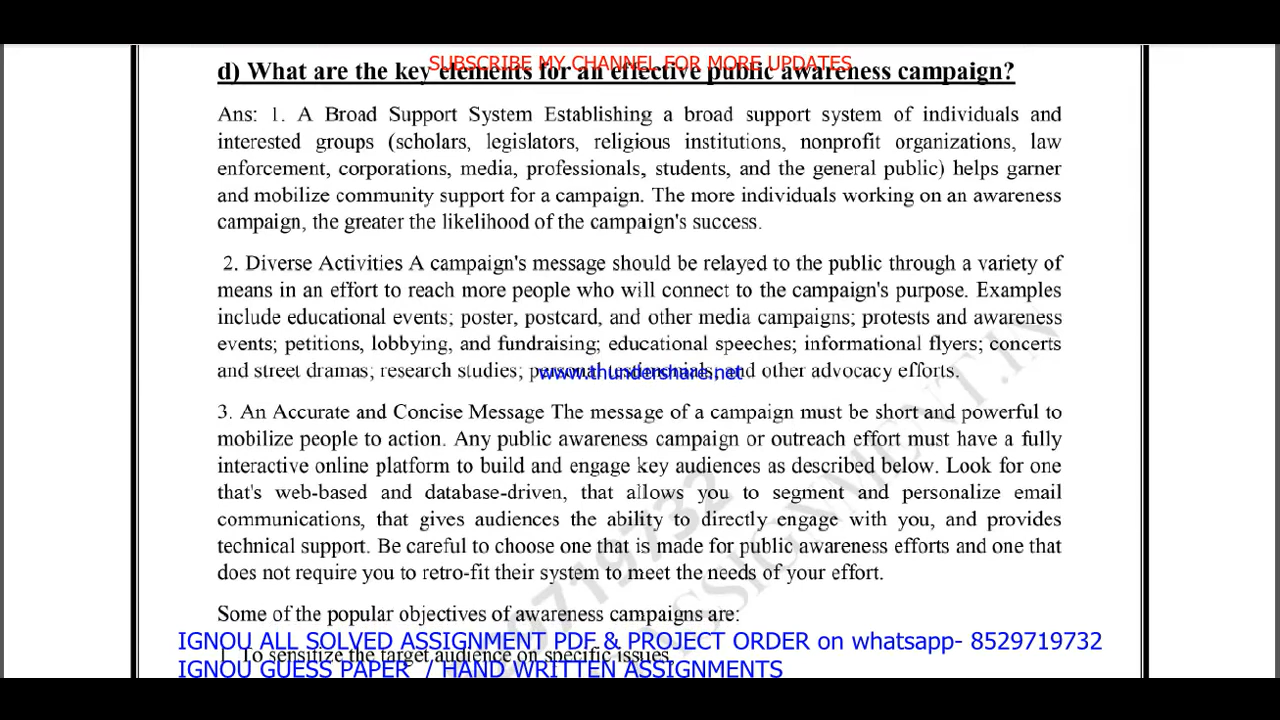 SUBSCRIBE MY CHANNEL FOR MORE UPDATES
d) What are the key elements for an effective public awareness campaign?
Ans: 1. A Broad Support System Establishing a broad support system of individuals and
interested groups (scholars, legislators, religious institutions, nonprofit organizations, law
enforcement, corporations, media, professionals, students, and the general public) helps garner
and mobilize community support for a campaign. The more individuals working on an awareness
campaign, the greater the likelihood of the campaign's success.
2. Diverse Activities A campaign's message should be relayed to the public through a variety of
means in an effort to reach more people who will connect to the campaign's purpose. Examples
include educational events; poster, postcard, and other media campaigns; protests and awareness
events; petitions, lobbying, and fundraising; educational speeches; informational flyers; concerts
and street dramas; research studies; personal testimonials; and other advocacy efforts.
www.thundershare.net
3. An Accurate and Concise Message The message of a campaign must be short and powerful to
mobilize people to action. Any public awareness campaign or outreach effort must have a fully
interactive online platform to build and engage key audiences as described below. Look for one
that's web-based and database-driven, that allows you to segment and personalize email
communications, that gives audiences the ability to directly engage with you, and provides
technical support. Be careful to choose one that is made for public awareness efforts and one that
does not require you to retro-fit their system to meet the needs of your effort.
Some of the popular objectives of awareness campaigns are:
IGNOU ALL SOLVED ASSIGNMENT PDF & PROJECT ORDER on whatsapp- 8529719732
To sensitize the target audience on specific issues
IGNOU GUESS PAPER / HAND WRITTEN ASSIGNMENTS